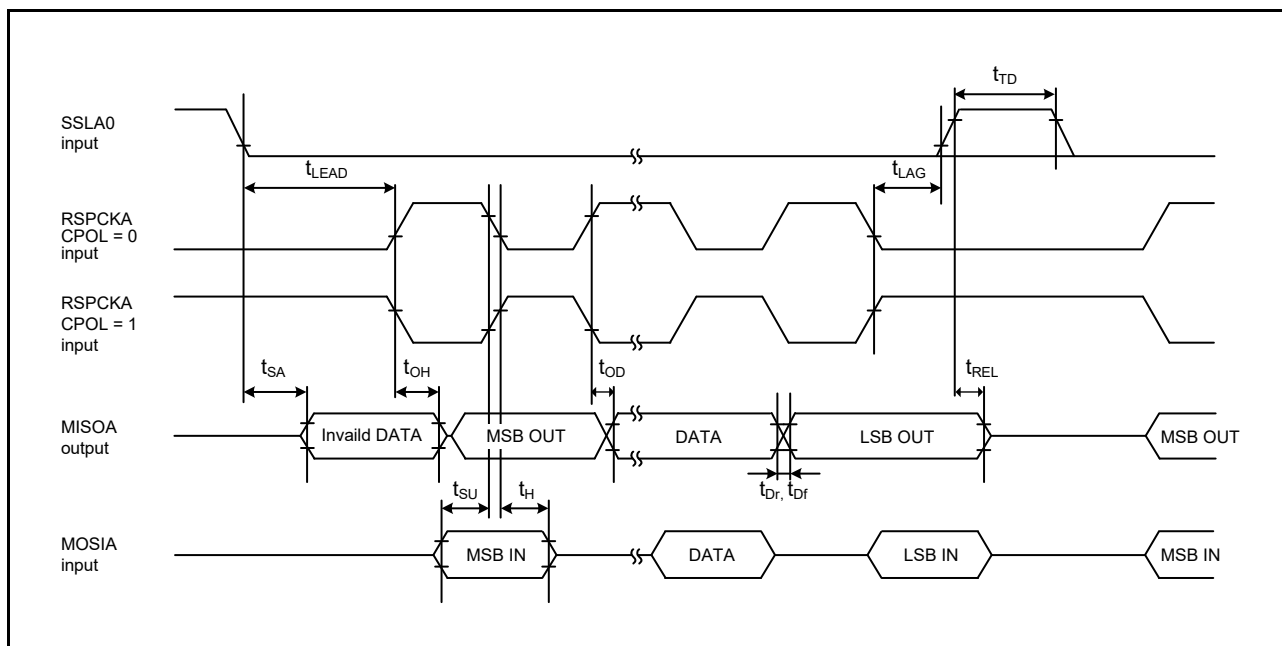 tTD
SSLA0
input
tLEAD
tLAG
RSPCKA
CPOL = 0
input
RSPCKA
CPOL = 1
input
tSA
tOH
tOD
tREL
MISOA
output
Invaild DATA
MSB OUT
DATA
LSB OUT
MSB OUT
tSU
tH
tDr, tDf
MOSIA
input
MSB IN
DATA
LSB IN
MSB IN